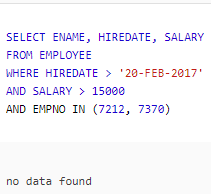 SELECT ENAME, HIREDATE, SALARY
FROM EMPLOYEE
WHERE HIREDATE > '20-FEB-2017'
AND SALARY > 15000
AND EMPNO IN (7212, 7370)
no data found